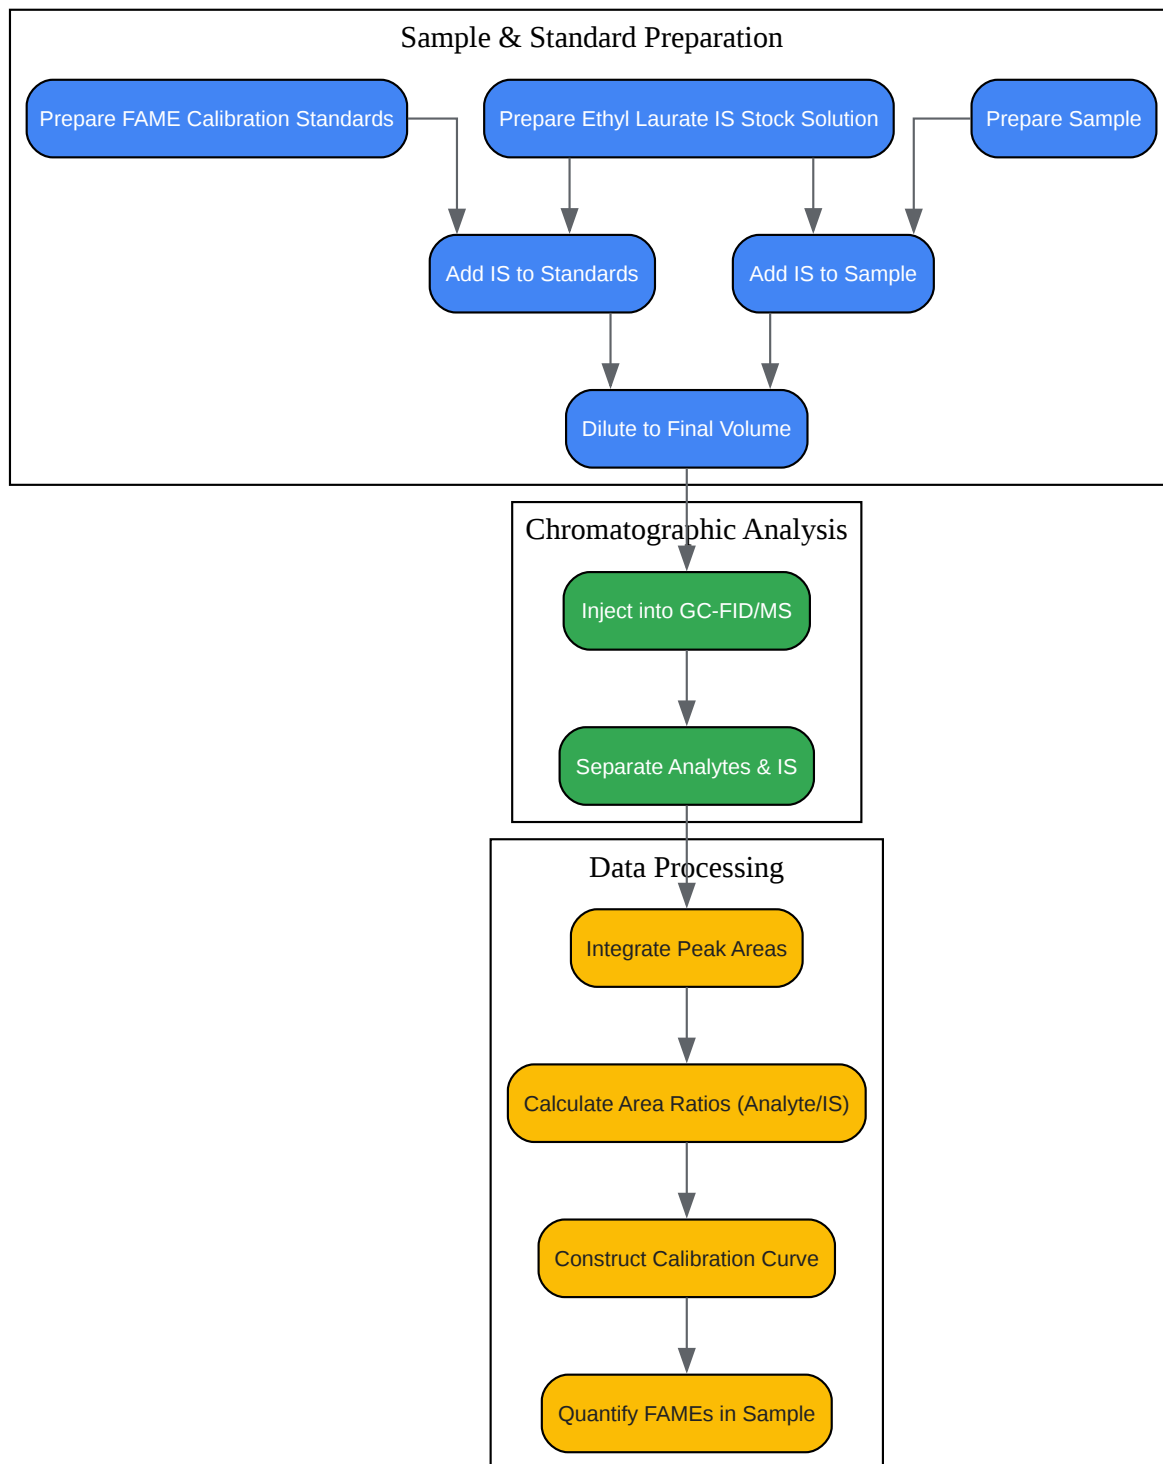 Sample & Standard Preparation
Prepare FAME Calibration Standards
Prepare Ethyl Laurate IS Stock Solution
Prepare Sample
Add IS to Standards
Add IS to Sample
Dilute to Final Volume
Chromatographic Analysis
Inject into GC-FID/MS
Separate Analytes & IS
Data Processing
Integrate Peak Areas
Calculate Area Ratios (Analyte/IS)
Construct Calibration Curve
Quantify FAMEs in Sample